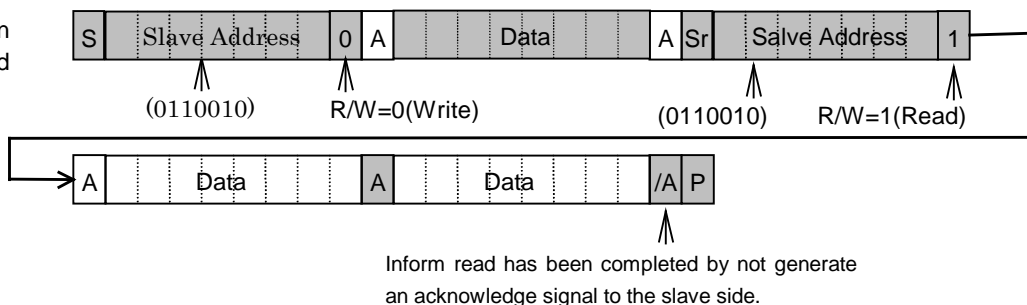 n
d
S Slave Address 0 A Data A Sr Salve Address 1
(0110010) R/W=0(Write) (0110010) R/W=1(Read)
A Data A Data /A P
Inform read has been completed by not generate
an acknowledge signal to the slave side.